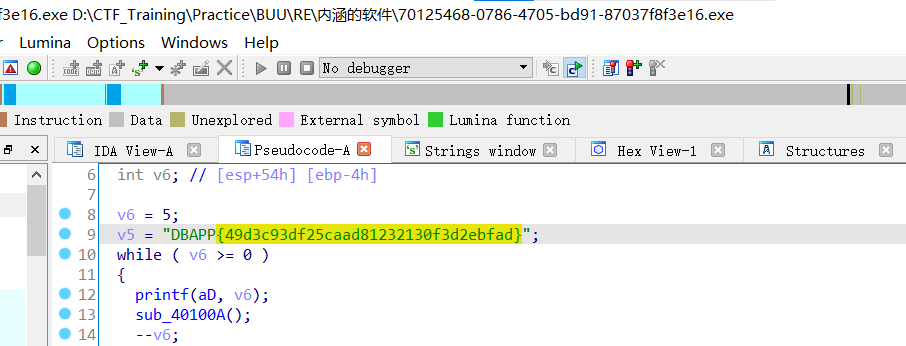 f3e16.exe D:\CTF_Training\Practice\BUU\RE\内涵的软件\70125468-0786-4705-bd91-87037f8f3e16.exe
r Lumina Options Windows Help
No debugger
Instruction Data Unexplored External symbol Lumina function
IDA View-A Pseudocode-A Strings window Hex View-1 Structures
6 int v6; // [esp+54h] [ebp-4h]
7
8 v6 = 5;
9 v5 = "DBAPP{49d3c93df25caad81232130f3d2ebfad}";
10 while ( v6 >= 0 )
11 {
12 printf(aD, v6);
13 sub_40100A();
14 --v6;